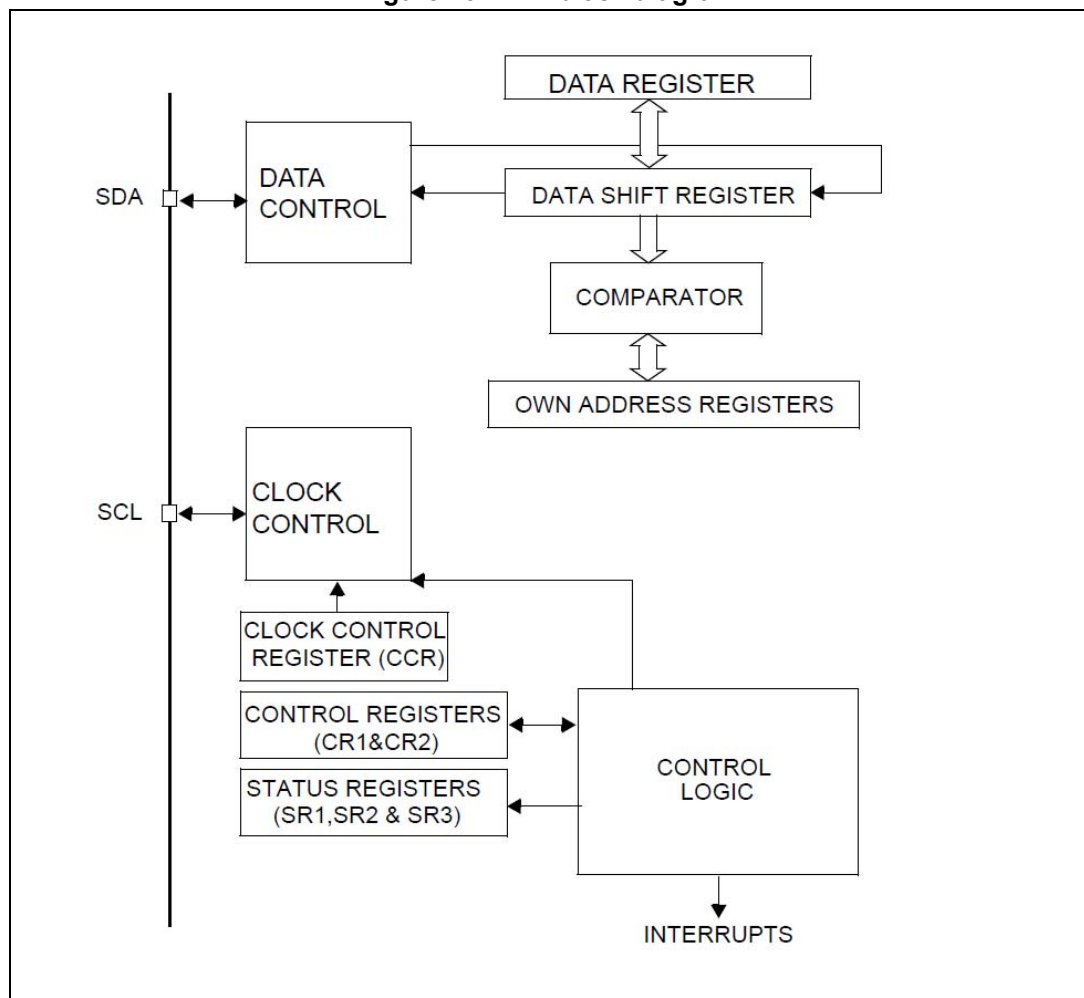 DATA REGISTER
DATA
CONTROL
SDA
DATA SHIFT REGISTER
COMPARATOR
OWN ADDRESS REGISTERS
CLOCK
CONTROL
SCL
CLOCK CONTROL
REGISTER (CCR)
CONTROL REGISTERS
(CR1&CR2)
STATUS REGISTERS
(SR1,SR2 & SR3)
CONTROL
LOGIC
INTERRUPTS